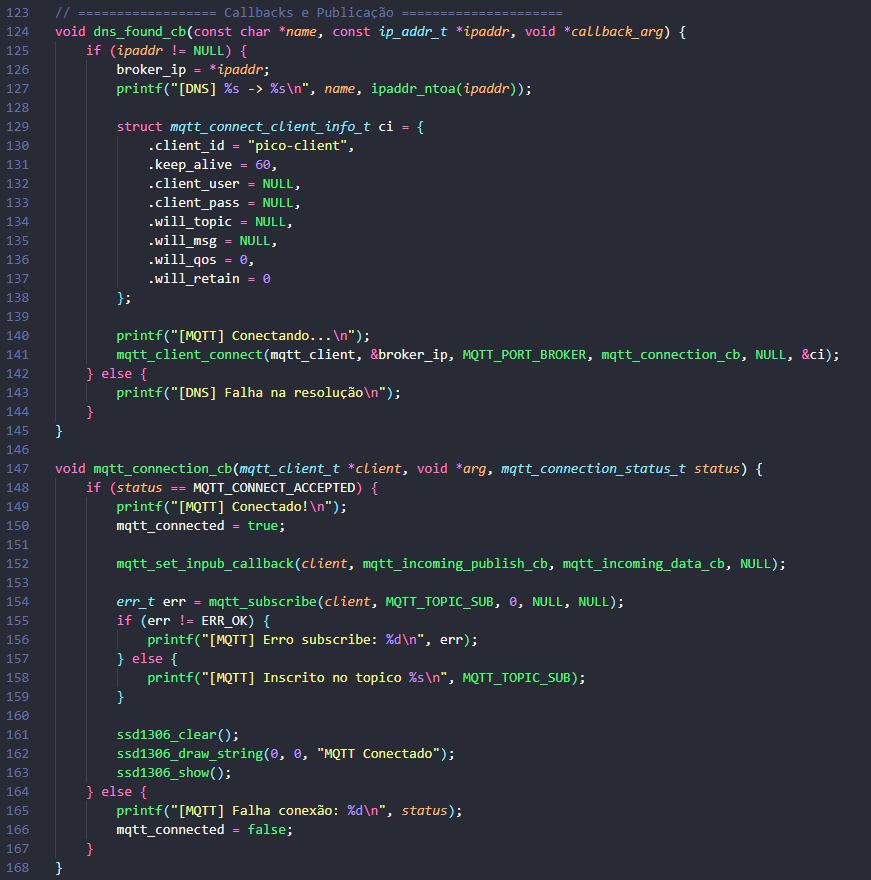 123 // ================== Callbacks e Publicação =====================
124 void dns_found_cb(const char *name, const ip_addr_t *ipaddr, void *callback_arg) {
125     if (ipaddr != NULL) {
126         broker_ip = *ipaddr;
127         printf("[DNS] %s -> %s\n", name, ipaddr_ntoa(ipaddr));
128
129         struct mqtt_connect_client_info_t ci = {
130             .client_id = "pico-client",
131             .keep_alive = 60,
132             .client_user = NULL,
133             .client_pass = NULL,
134             .will_topic = NULL,
135             .will_msg = NULL,
136             .will_qos = 0,
137             .will_retain = 0
138         };
139
140         printf("[MQTT] Conectando...\n");
141         mqtt_client_connect(mqtt_client, &broker_ip, MQTT_PORT_BROKER, mqtt_connection_cb, NULL, &ci);
142     } else {
143         printf("[DNS] Falha na resolução\n");
144     }
145 }
146
147 void mqtt_connection_cb(mqtt_client_t *client, void *arg, mqtt_connection_status_t status) {
148     if (status == MQTT_CONNECT_ACCEPTED) {
149         printf("[MQTT] Conectado!\n");
150         mqtt_connected = true;
151
152         mqtt_set_inpub_callback(client, mqtt_incoming_publish_cb, mqtt_incoming_data_cb, NULL);
153
154         err_t err = mqtt_subscribe(client, MQTT_TOPIC_SUB, 0, NULL, NULL);
155         if (err != ERR_OK) {
156             printf("[MQTT] Erro subscribe: %d\n", err);
157         } else {
158             printf("[MQTT] Inscrito no topico %s\n", MQTT_TOPIC_SUB);
159         }
160
161         ssd1306_clear();
162         ssd1306_draw_string(0, 0, "MQTT Conectado");
163         ssd1306_show();
164     } else {
165         printf("[MQTT] Falha conexão: %d\n", status);
166         mqtt_connected = false;
167     }
168 }